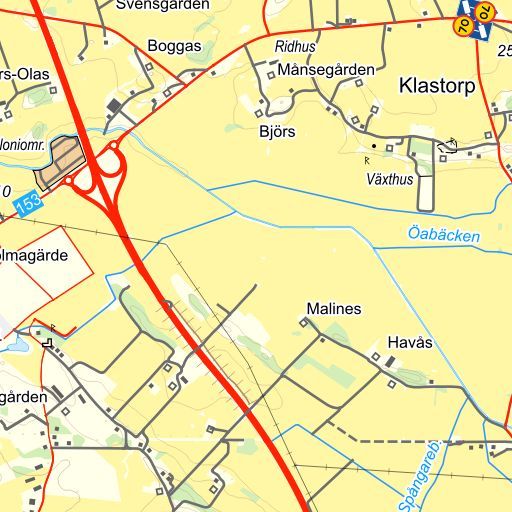 Svensgården
Boggas
Ridhus
70
70
25
rs-Olas
Månsegården
Klastorp
Björs
loniomr.
Växthus
0
153
Öabäcken
olmagärde
Malines
Havås
gården
Spångareb.